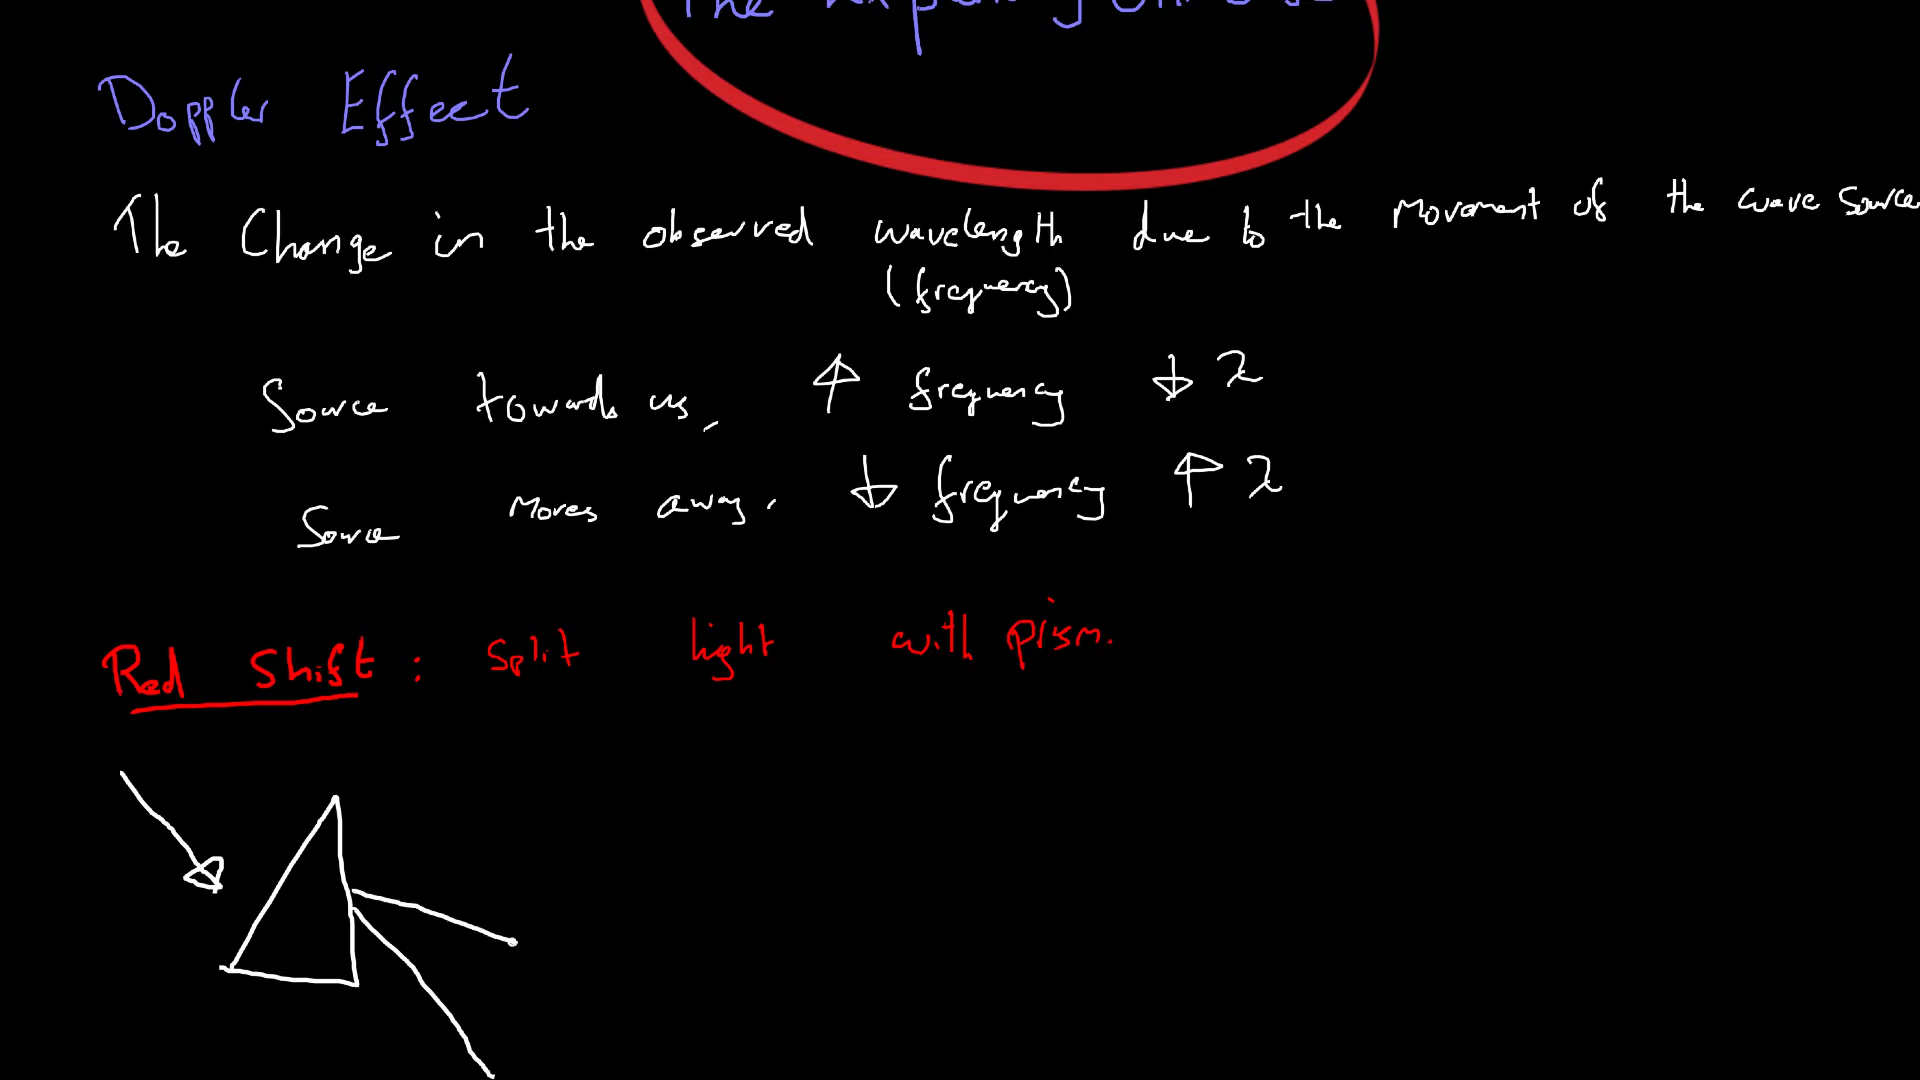 The
Doppler Effect
The Change in the observed wavelength due to the movement of the wave source
(frequency)
Source towards us, ↑ frequency ↓ λ
Source moves away. ↓ frequency ↑ λ
Red Shift: Split light with prism.